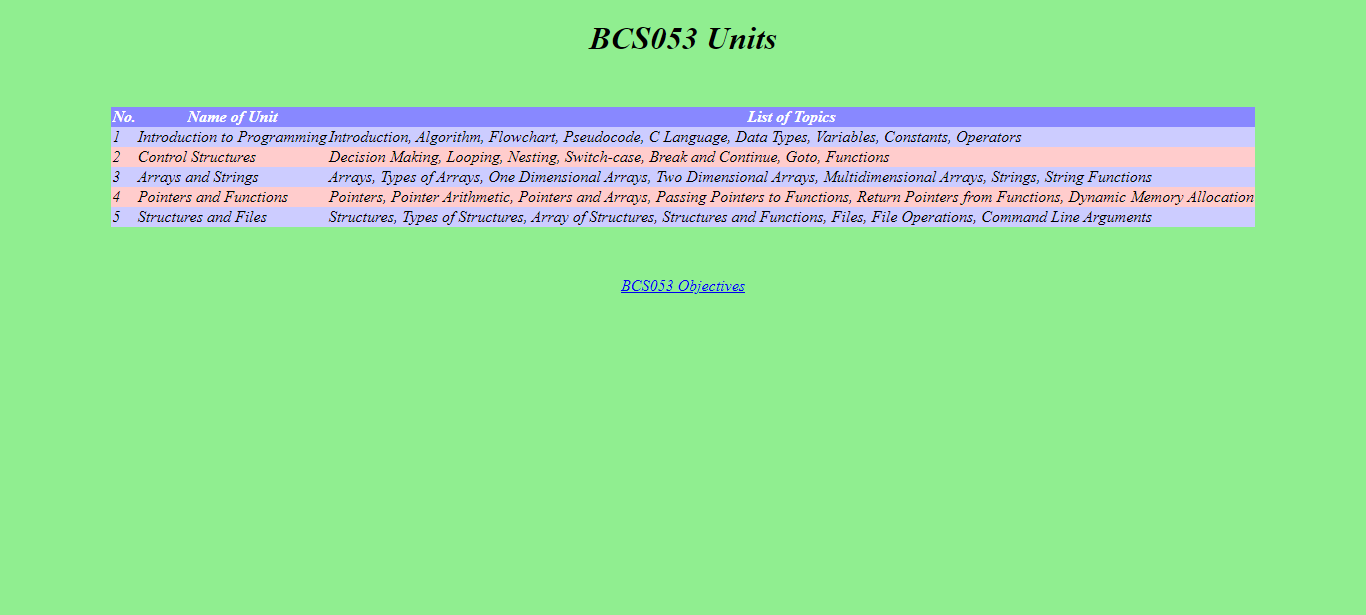 BCS053 Units
No. Name of Unit List of Topics
1 Introduction to Programming Introduction, Algorithm, Flowchart, Pseudocode, C Language, Data Types, Variables, Constants, Operators
2 Control Structures Decision Making, Looping, Nesting, Switch-case, Break and Continue, Goto, Functions
3 Arrays and Strings Arrays, Types of Arrays, One Dimensional Arrays, Two Dimensional Arrays, Multidimensional Arrays, Strings, String Functions
4 Pointers and Functions Pointers, Pointer Arithmetic, Pointers and Arrays, Passing Pointers to Functions, Return Pointers from Functions, Dynamic Memory Allocation
5 Structures and Files Structures, Types of Structures, Array of Structures, Structures and Functions, Files, File Operations, Command Line Arguments
BCS053 Objectives